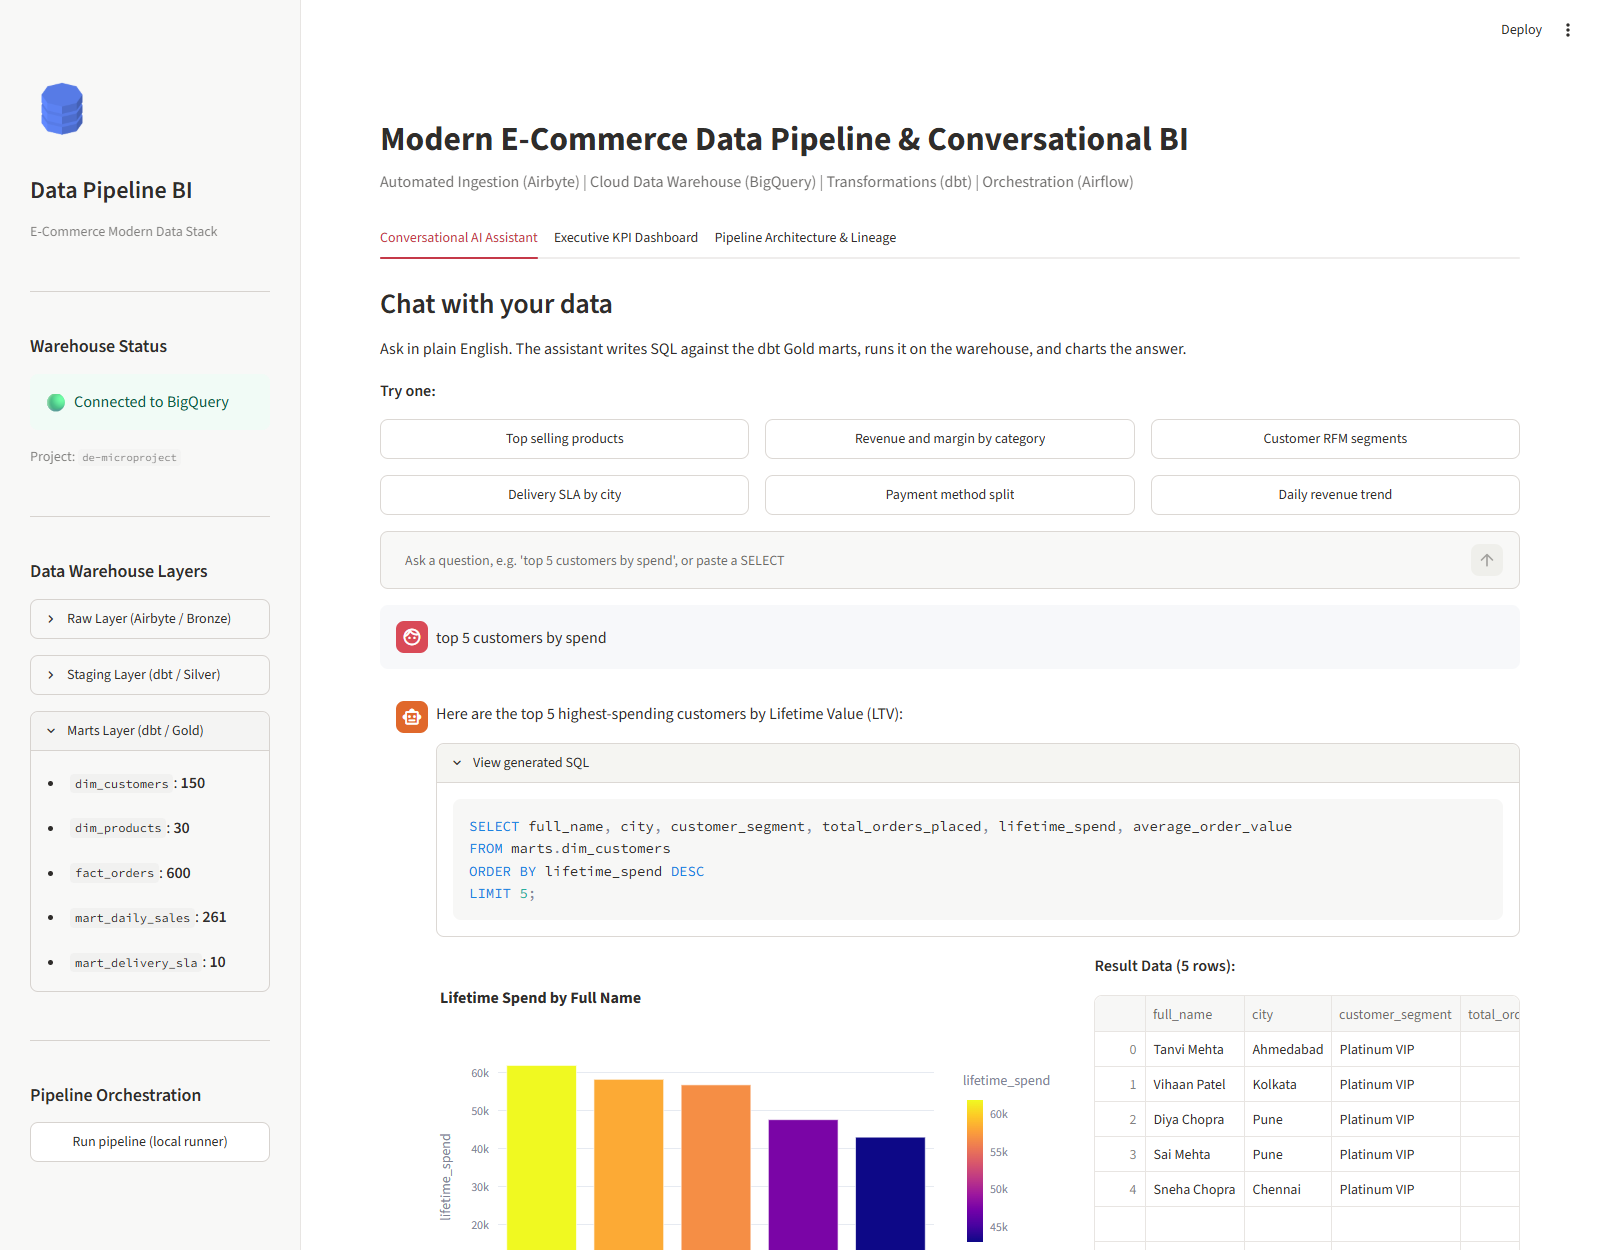 Deploy
Data Pipeline BI
E-Commerce Modern Data Stack
Warehouse Status
Connected to BigQuery
Project: de-microproject
Data Warehouse Layers
Raw Layer (Airbyte / Bronze)
Staging Layer (dbt / Silver)
Marts Layer (dbt / Gold)
dim_customers : 150
dim_products : 30
fact_orders : 600
mart_daily_sales : 261
mart_delivery_sla : 10
Pipeline Orchestration
Run pipeline (local runner)
Modern E-Commerce Data Pipeline & Conversational BI
Automated Ingestion (Airbyte) | Cloud Data Warehouse (BigQuery) | Transformations (dbt) | Orchestration (Airflow)
Conversational AI Assistant Executive KPI Dashboard Pipeline Architecture & Lineage
Chat with your data
Ask in plain English. The assistant writes SQL against the dbt Gold marts, runs it on the warehouse, and charts the answer.
Try one:
Top selling products Revenue and margin by category Customer RFM segments
Delivery SLA by city Payment method split Daily revenue trend
Ask a question, e.g. 'top 5 customers by spend', or paste a SELECT
top 5 customers by spend
Here are the top 5 highest-spending customers by Lifetime Value (LTV):
View generated SQL
SELECT full_name, city, customer_segment, total_orders_placed, lifetime_spend, average_order_value
FROM marts.dim_customers
ORDER BY lifetime_spend DESC
LIMIT 5;
Lifetime Spend by Full Name
60k
50k
40k
30k
20k
lifetime_spend
lifetime_spend
60k
55k
50k
45k
Result Data (5 rows):
full_name city customer_segment total_orc
0 Tanvi Mehta Ahmedabad Platinum VIP
1 Vihaan Patel Kolkata Platinum VIP
2 Diya Chopra Pune Platinum VIP
3 Sai Mehta Pune Platinum VIP
4 Sneha Chopra Chennai Platinum VIP